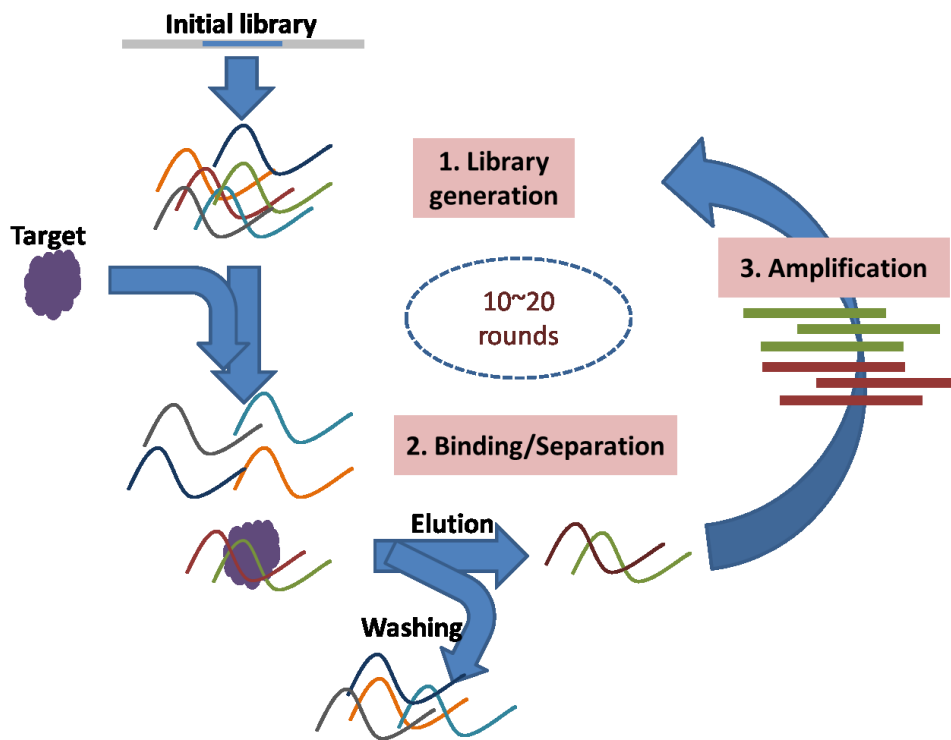 Initial library
1. Library
generation
Target
3. Amplification
10~20
rounds
2. Binding/Separation
Elution
Washing